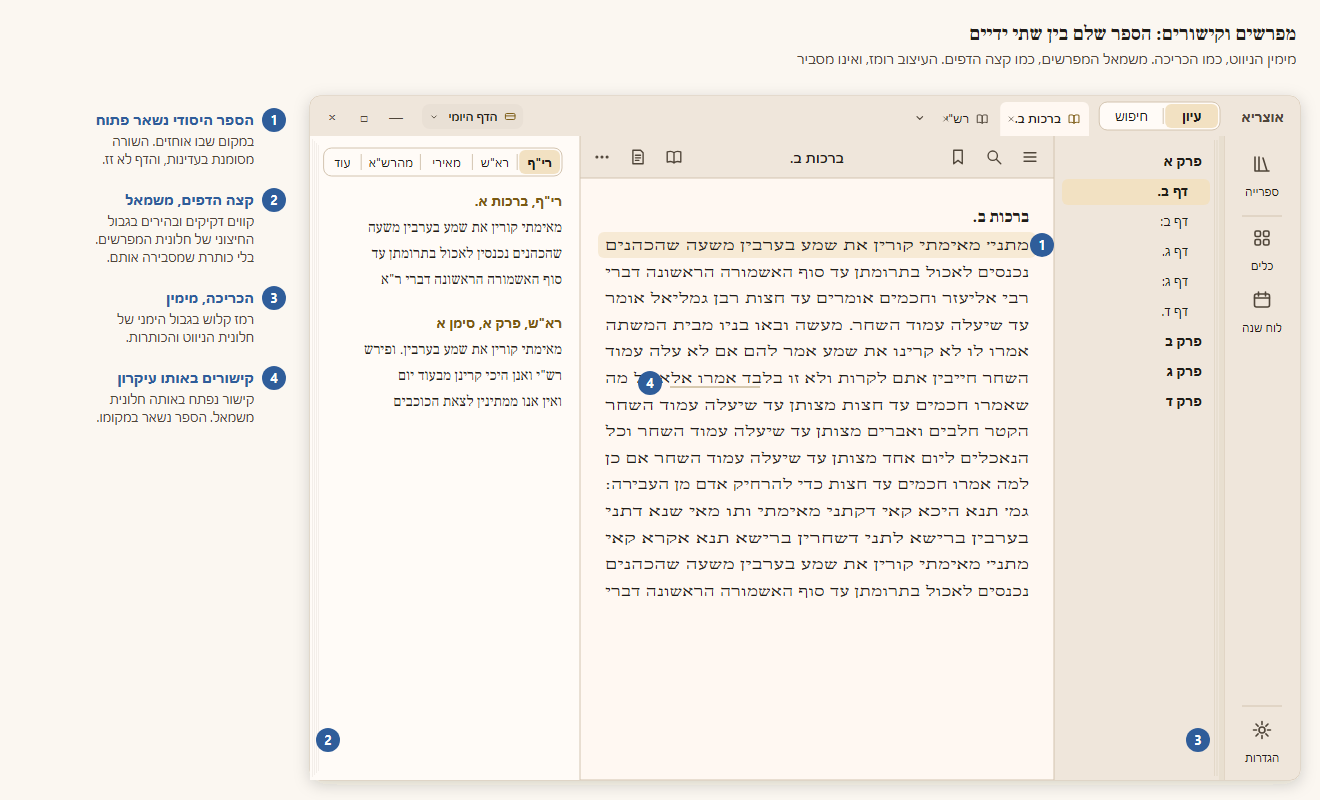 מפרשים וקישורים: הספר שלם בין שתי ידיים
מימין הניווט, כמו הכריכה. משמאל המפרשים, כמו קצה הדפים. העיצוב רומז, ואינו מסביר
אוצריא
עיון
חיפוש
ברכות ב. ×
רש"י ×
הדף היומי
ספרייה
כלים
לוח שנה
הגדרות
פרק א
דף ב.
דף ב:
דף ג.
דף ג:
דף ד.
פרק ב
פרק ג
פרק ד
3
ברכות ב.
ברכות ב.
1
מתני׳ מאימתי קורין את שמע בערבין משעה שהכהנים
נכנסים לאכול בתרומתן עד סוף האשמורה הראשונה דברי
רבי אליעזר וחכמים אומרים עד חצות רבן גמליאל אומר
עד שיעלה עמוד השחר. מעשה ובאו בניו מבית המשתה
אמרו לו לא קרינו את שמע אמר להם אם לא עלה עמוד
השחר חייבין אתם לקרות ולא זו בלבד אמרו אלא 4 מה
שאמרו חכמים עד חצות מצותן עד שיעלה עמוד השחר
הקטר חלבים ואברים מצותן עד שיעלה עמוד השחר וכל
הנאכלים ליום אחד מצותן עד שיעלה עמוד השחר אם כן
למה אמרו חכמים עד חצות כדי להרחיק אדם מן העבירה:
גמ׳ תנא היכא קאי דקתני מאימתי ותו מאי שנא דתני
בערבין ברישא לתני דשחרין ברישא תנא אקרא קאי
מתני׳ מאימתי קורין את שמע בערבין משעה שהכהנים
נכנסים לאכול בתרומתן עד סוף האשמורה הראשונה דברי
רי"ף
רא"ש
מאירי
מהרש"א
עוד
רי"ף, ברכות א.
מאימתי קורין את שמע בערבין משעה
שהכהנים נכנסין לאכול בתרומתן עד
סוף האשמורה הראשונה דברי ר"א
רא"ש, פרק א, סימן א
מאימתי קורין את שמע בערבין. ופירש
רש"י ואנן היכי קרינן מבעוד יום
ואין אנו ממתינין לצאת הכוכבים
2
1 הספר היסודי נשאר פתוח
במקום שבו אוחזים. השורה
מסומנת בעדינות, והדף לא זז.
2 קצה הדפים, משמאל
קווים דקיקים ובהירים בגבול
החיצוני של חלונית המפרשים.
בלי כותרת שמסבירה אותם.
3 הכריכה, מימין
רמז קלוש בגבול הימני של
חלונית הניווט והכותרות.
4 קישורים באותו עיקרון
קישור נפתח באותה חלונית
משמאל. הספר נשאר במקומו.